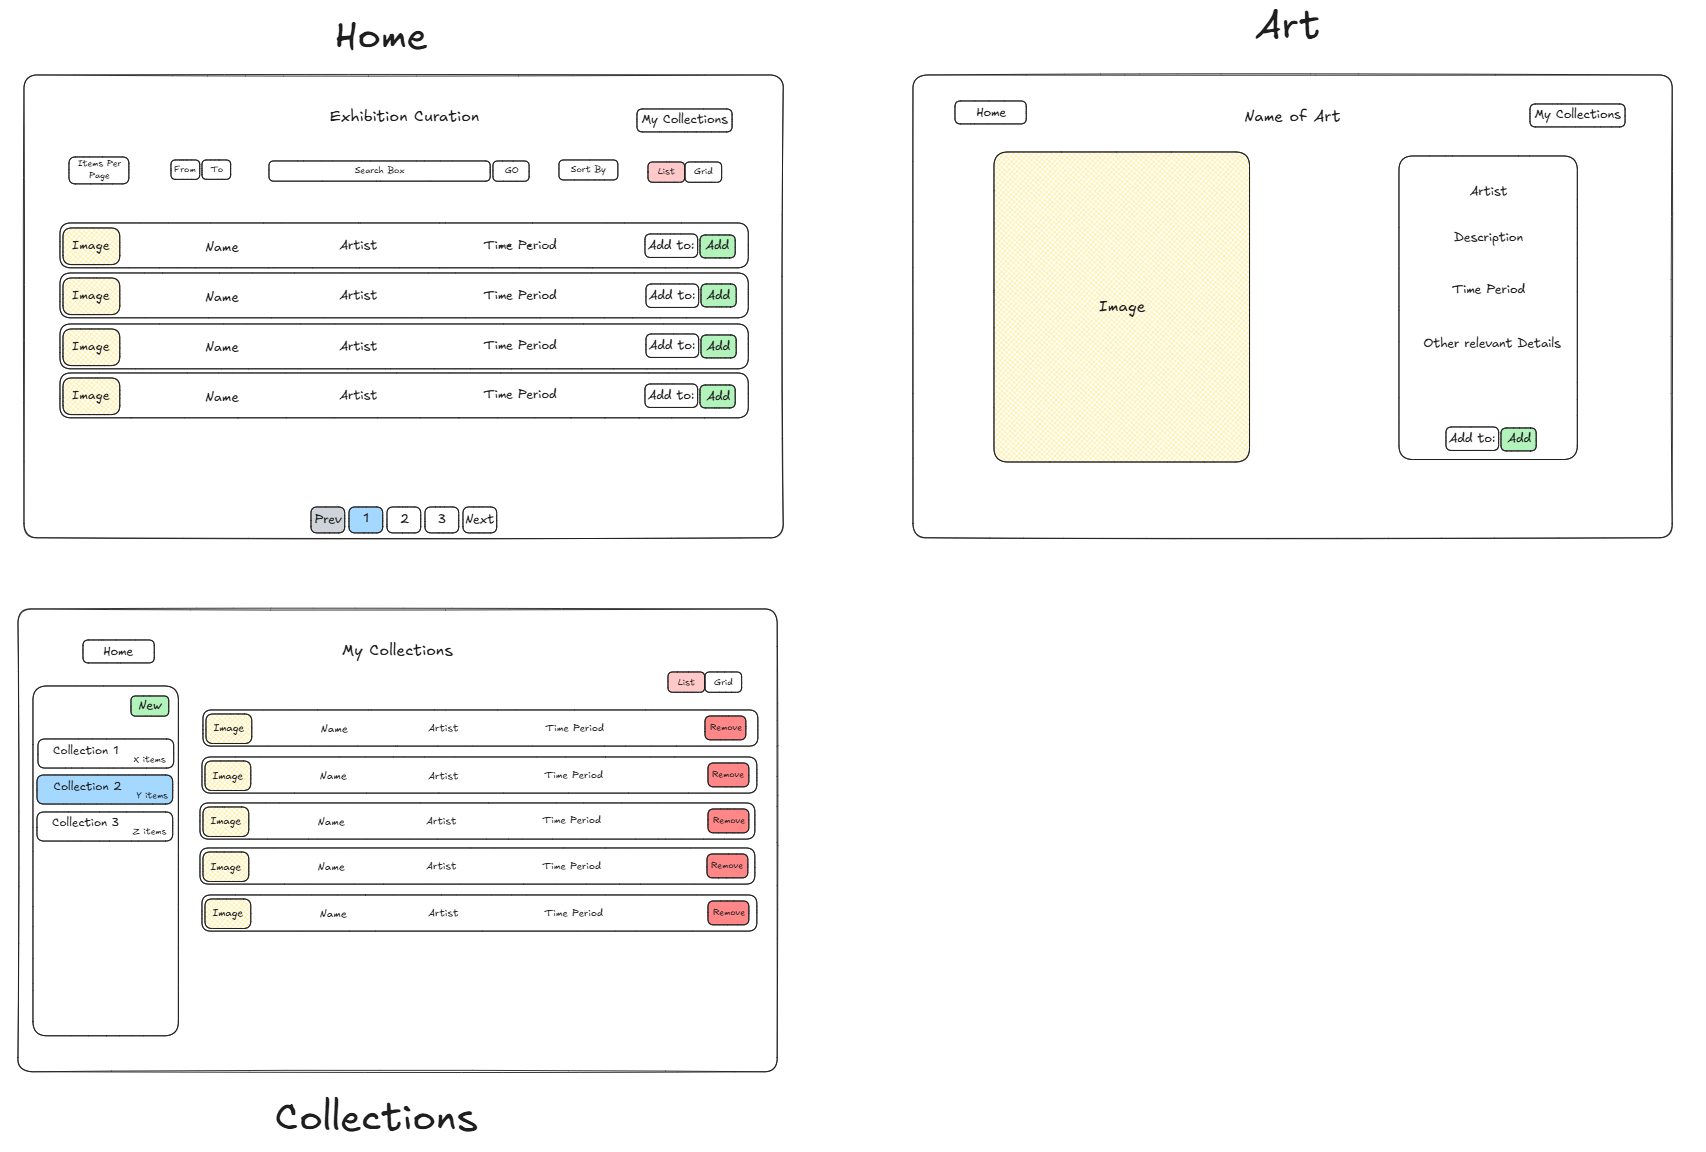 Home
Exhibition Curation
My Collections
Items Per
Page
From To
Search Box
GO
Sort By
List Grid
Image Name Artist Time Period Add to: Add
Image Name Artist Time Period Add to: Add
Image Name Artist Time Period Add to: Add
Image Name Artist Time Period Add to: Add
Prev 1 2 3 Next
Art
Home
Name of Art
My Collections
Image
Artist
Description
Time Period
Other relevant Details
Add to: Add
Home
My Collections
List Grid
New
Collection 1
X items
Collection 2
Y items
Collection 3
Z items
Image Name Artist Time Period Remove
Image Name Artist Time Period Remove
Image Name Artist Time Period Remove
Image Name Artist Time Period Remove
Image Name Artist Time Period Remove
Collections